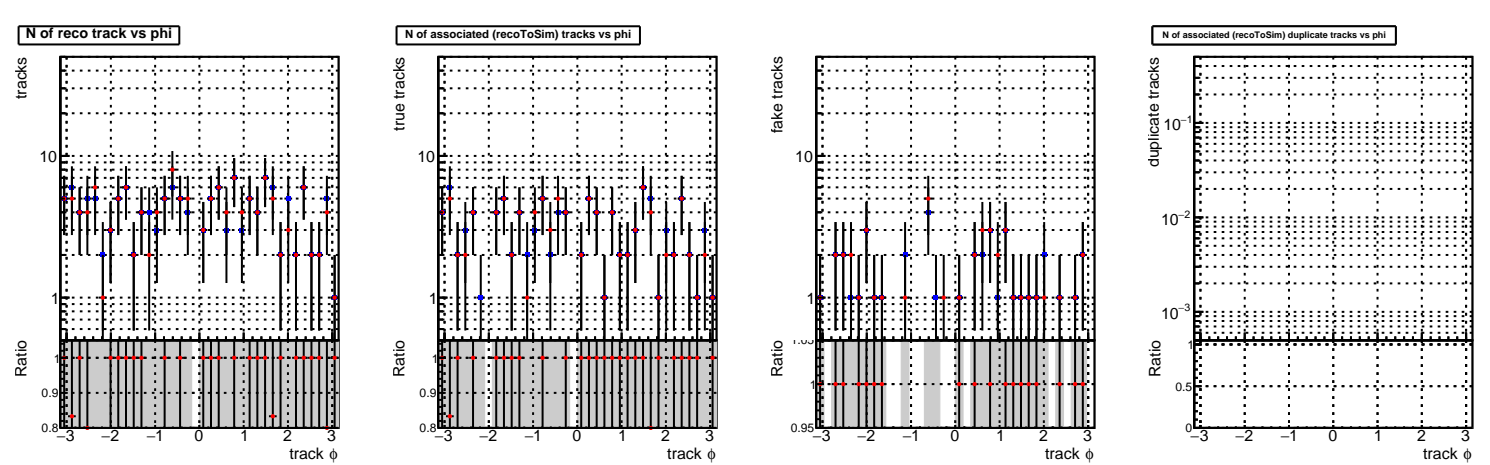 N of reco track vs phi
tracks
10
1
Ratio
1
0.9
0.8
−3 −2 −1 0 1 2 3
track ϕ
N of associated (recoToSim) tracks vs phi
true tracks
10
1
Ratio
1
0.9
0.8
−3 −2 −1 0 1 2 3
track ϕ
fake tracks
10
1
Ratio
1.05
1
0.95
−3 −2 −1 0 1 2 3
track ϕ
N of associated (recoToSim) duplicate tracks vs phi
duplicate tracks
10−1
10−2
10−3
Ratio
1
0.5
0
−3 −2 −1 0 1 2 3
track ϕ